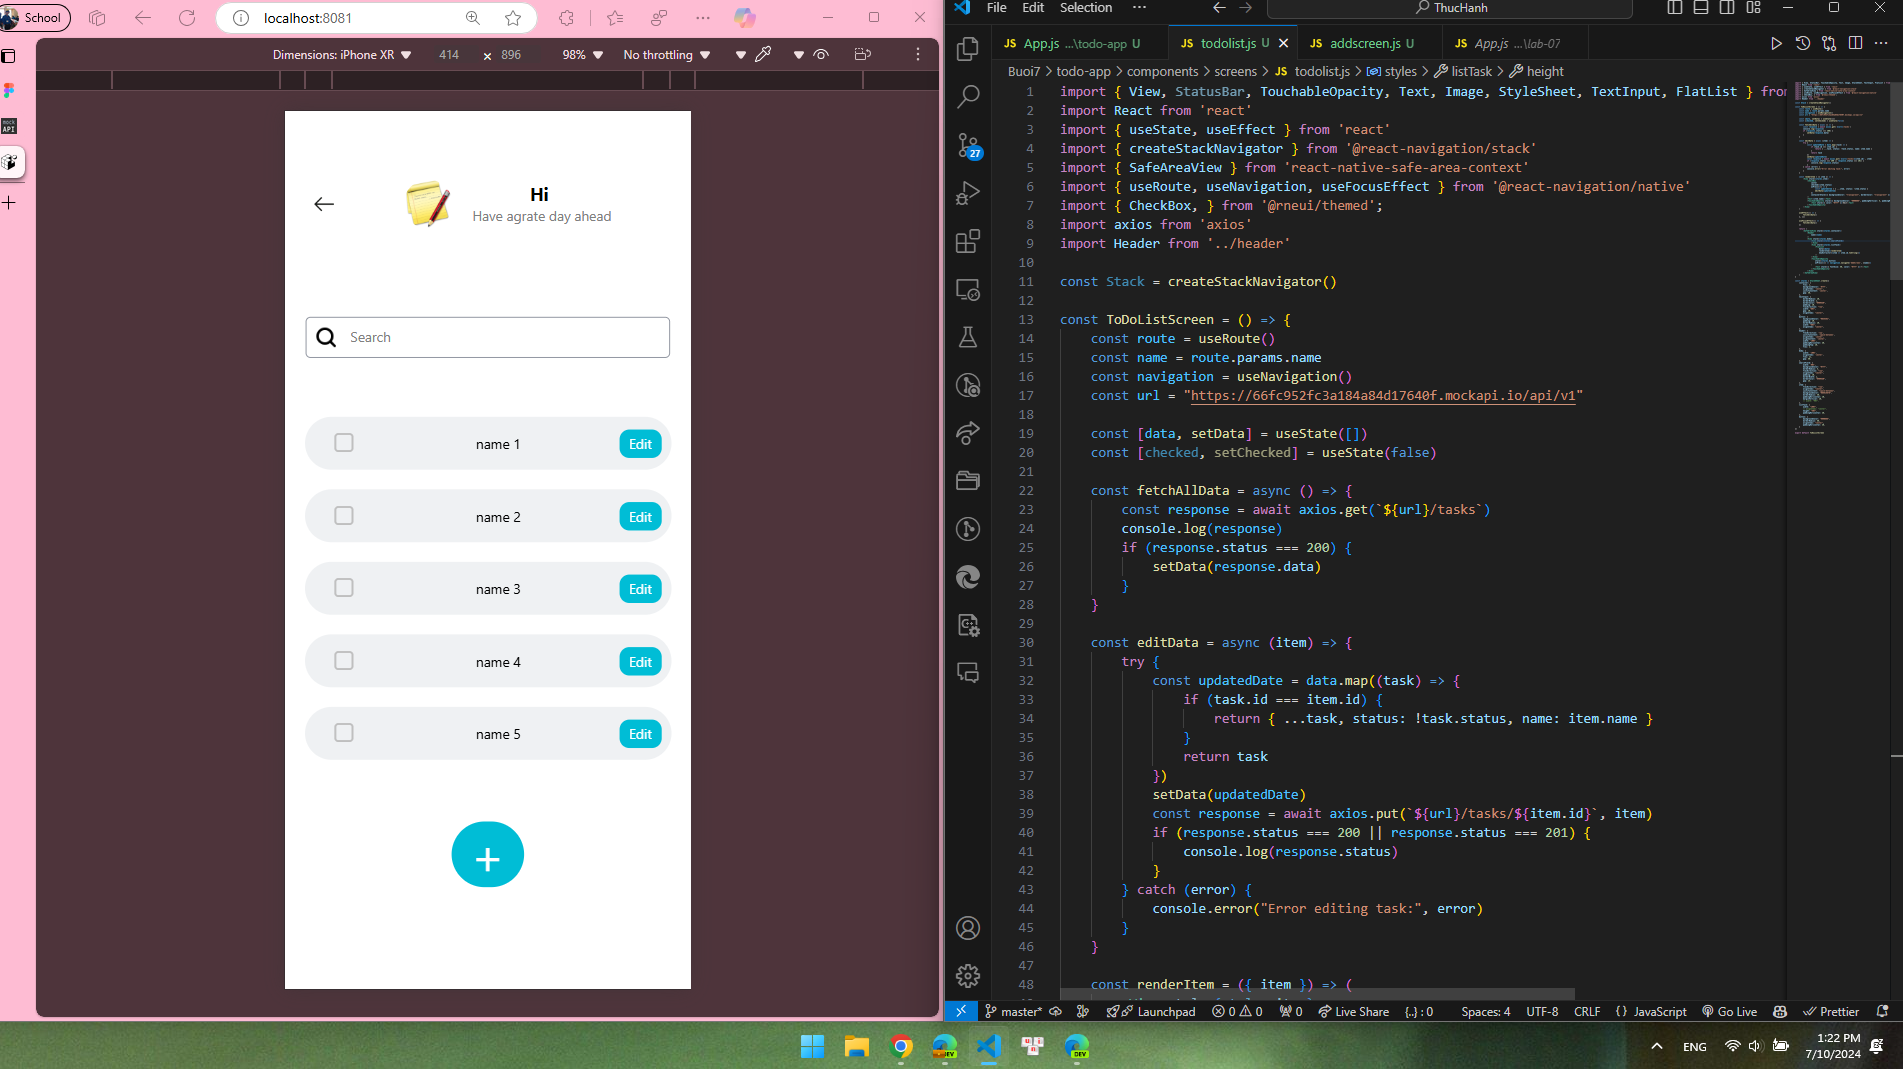 School
localhost:8081
Dimensions: iPhone XR ▼ 414 × 896 98% ▼ No throttling ▼
mock
API
Hi
Have agrate day ahead
Search
name 1 Edit
name 2 Edit
name 3 Edit
name 4 Edit
name 5 Edit
+
File Edit Selection ··· ThucHanh
JS App.js ...\todo-app U JS todolist.js U JS addscreen.js U JS App.js ...\lab-07
Buoi7 > todo-app > components > screens > JS todolist.js > styles > listTask > height
27
1 import { View, StatusBar, TouchableOpacity, Text, Image, StyleSheet, TextInput, FlatList } from
2 import React from 'react'
3 import { useState, useEffect } from 'react'
4 import { createStackNavigator } from '@react-navigation/stack'
5 import { SafeAreaView } from 'react-native-safe-area-context'
6 import { useRoute, useNavigation, useFocusEffect } from '@react-navigation/native'
7 import { CheckBox, } from '@rneui/themed';
8 import axios from 'axios'
9 import Header from '../header'
10
11 const Stack = createStackNavigator()
12
13 const ToDoListScreen = () => {
14 const route = useRoute()
15 const name = route.params.name
16 const navigation = useNavigation()
17 const url = "https://66fc952fc3a184a84d17640f.mockapi.io/api/v1"
18
19 const [data, setData] = useState([])
20 const [checked, setChecked] = useState(false)
21
22 const fetchAllData = async () => {
23 const response = await axios.get(`${url}/tasks`)
24 console.log(response)
25 if (response.status === 200) {
26 setData(response.data)
27 }
28 }
29
30 const editData = async (item) => {
31 try {
32 const updatedDate = data.map((task) => {
33 if (task.id === item.id) {
34 return { ...task, status: !task.status, name: item.name }
35 }
36 return task
37 })
38 setData(updatedDate)
39 const response = await axios.put(`${url}/tasks/${item.id}`, item)
40 if (response.status === 200 || response.status === 201) {
41 console.log(response.status)
42 }
43 } catch (error) {
44 console.error("Error editing task:", error)
45 }
46 }
47
48 const renderItem = ({ item }) => (
master* Launchpad 0 0 0 Live Share {..} : 0 Spaces: 4 UTF-8 CRLF {} JavaScript Go Live Prettier
DEV DEV
ENG
1:22 PM
7/10/2024